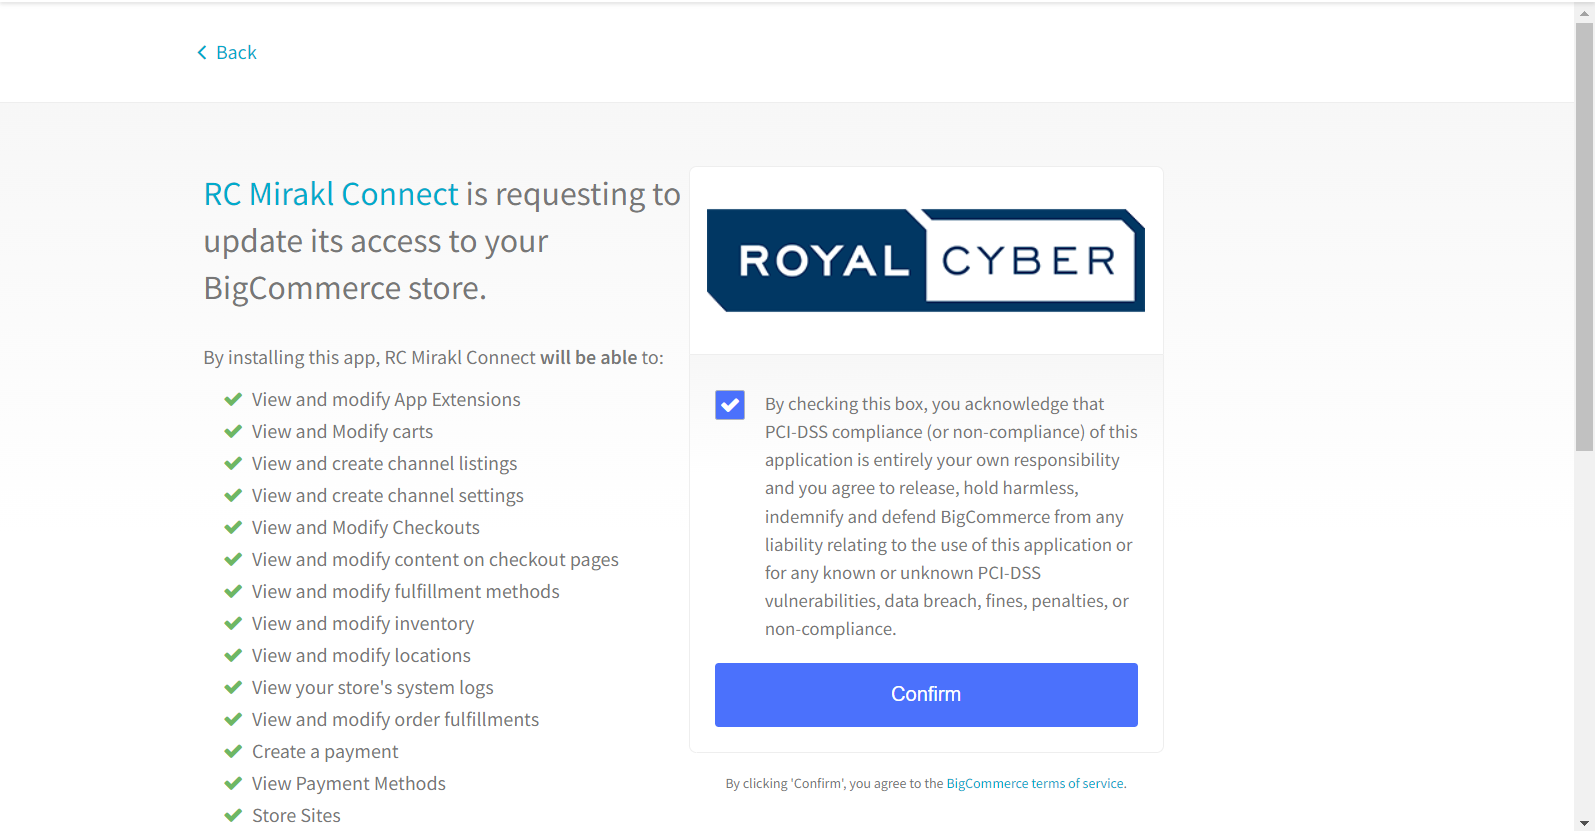 Back
RC Mirakl Connect is requesting to
update its access to your
BigCommerce store.
By installing this app, RC Mirakl Connect will be able to:
View and modify App Extensions
View and Modify carts
View and create channel listings
View and create channel settings
View and Modify Checkouts
View and modify content on checkout pages
View and modify fulfillment methods
View and modify inventory
View and modify locations
View your store's system logs
View and modify order fulfillments
Create a payment
View Payment Methods
Store Sites
ROYAL CYBER
By checking this box, you acknowledge that
PCI-DSS compliance (or non-compliance) of this
application is entirely your own responsibility
and you agree to release, hold harmless,
indemnify and defend BigCommerce from any
liability relating to the use of this application or
for any known or unknown PCI-DSS
vulnerabilities, data breach, fines, penalties, or
non-compliance.
Confirm
By clicking 'Confirm', you agree to the BigCommerce terms of service.